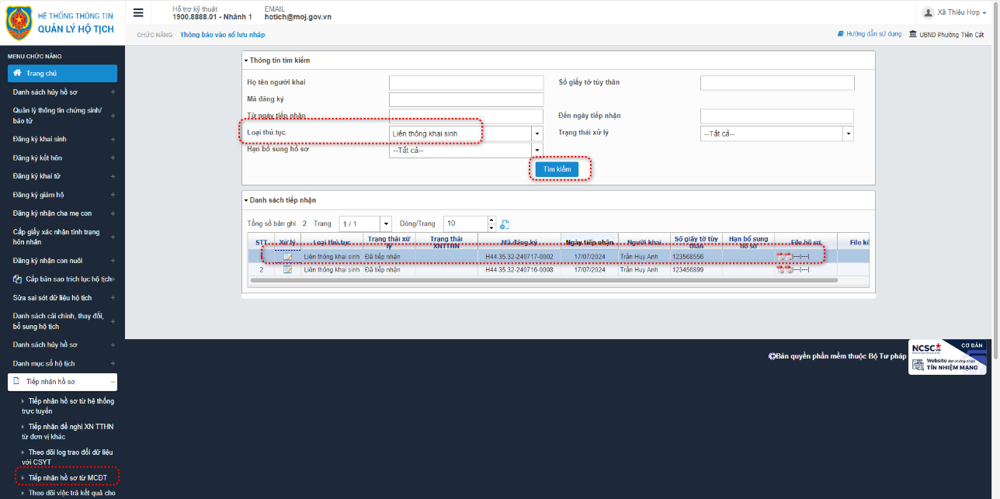 HỆ THỐNG THÔNG TIN
QUẢN LÝ HỘ TỊCH
Hỗ trợ kỹ thuật
1900.8888.01 - Nhánh 1
EMAIL
hotich@moj.gov.vn
Xã Thiệu Hợp
CHỨC NĂNG: Thông báo vào sổ lưu nháp
Hướng dẫn sử dụng
UBND Phường Tiên Cát
MENU CHỨC NĂNG
Trang chủ
Danh sách hủy hồ sơ +
Quản lý thông tin chứng sinh/
báo tử +
Đăng ký khai sinh +
Đăng ký kết hôn +
Đăng ký khai tử +
Đăng ký giám hộ +
Đăng ký nhận cha mẹ con +
Cấp giấy xác nhận tình trạng
hôn nhân +
Đăng ký nhận con nuôi +
Cấp bản sao trích lục hộ tịch+
Sửa sai sót dữ liệu hộ tịch +
Danh sách cải chính, thay đổi,
bổ sung hộ tịch +
Danh sách hủy hồ sơ +
Danh mục số hộ tịch +
Tiếp nhận hồ sơ −
Tiếp nhận hồ sơ từ hệ thống
trực tuyến
Tiếp nhận đề nghị XN TTHN
từ đơn vị khác
Theo dõi log trao đổi dữ liệu
với CSYT
Tiếp nhận hồ sơ từ MCĐT
Theo dõi việc trả kết quả cho
Thông tin tìm kiếm
Họ tên người khai
Số giấy tờ tùy thân
Mã đăng ký
Từ ngày tiếp nhận
Đến ngày tiếp nhận
Loại thủ tục Liên thông khai sinh
Trạng thái xử lý --Tất cả--
Hạn bổ sung hồ sơ --Tất cả--
Tìm kiếm
Danh sách tiếp nhận
Tổng số bản ghi 2 Trang 1 / 1 Dòng/Trang 10
STT Xử lý Loại thủ tục Trạng thái xử lý Trạng thái XNTTHN Mã đăng ký Ngày tiếp nhận Người khai Số giấy tờ tùy thân Hạn bổ sung hồ sơ File hồ sơ File kế
1 Liên thông khai sinh Đã tiếp nhận H44.35.32-240717-0002 17/07/2024 Trần Huy Anh 123568556 |---|---|
2 Liên thông khai sinh Đã tiếp nhận H44.35.32-240716-0008 17/07/2024 Trần Huy Anh 123456899 |---|---|
©Bản quyền phần mềm thuộc Bộ Tư pháp
NCSC VN
CƠ BẢN
Website đạt chứng nhận
TÍN NHIỆM MẠNG